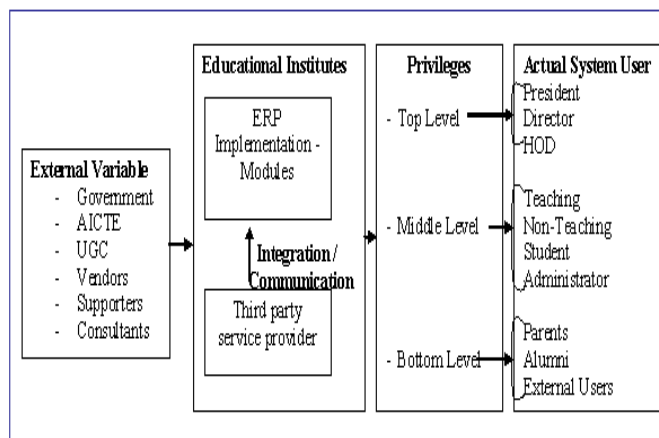 External Variable
- Government
- AICTE
- UGC
- Vendors
- Supporters
- Consultants
Educational Institutes
ERP
Implementation -
Modules
Integration /
Communication
Third party
service provider
Privileges
- Top Level
- Middle Level
- Bottom Level
Actual System User
President
Director
HOD
Teaching
Non-Teaching
Student
Administrator
Parents
Alumni
External Users